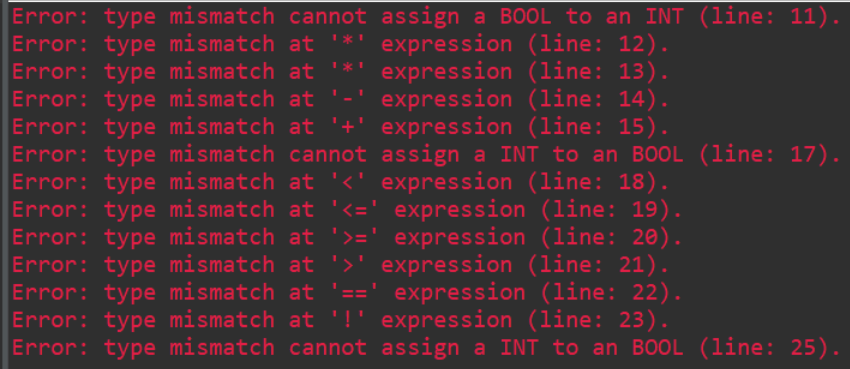 Error: type mismatch cannot assign a BOOL to an INT (line: 11).
Error: type mismatch at '*' expression (line: 12).
Error: type mismatch at '*' expression (line: 13).
Error: type mismatch at '-' expression (line: 14).
Error: type mismatch at '+' expression (line: 15).
Error: type mismatch cannot assign a INT to an BOOL (line: 17).
Error: type mismatch at '<' expression (line: 18).
Error: type mismatch at '<=' expression (line: 19).
Error: type mismatch at '>=' expression (line: 20).
Error: type mismatch at '>' expression (line: 21).
Error: type mismatch at '==' expression (line: 22).
Error: type mismatch at '!' expression (line: 23).
Error: type mismatch cannot assign a INT to an BOOL (line: 25).